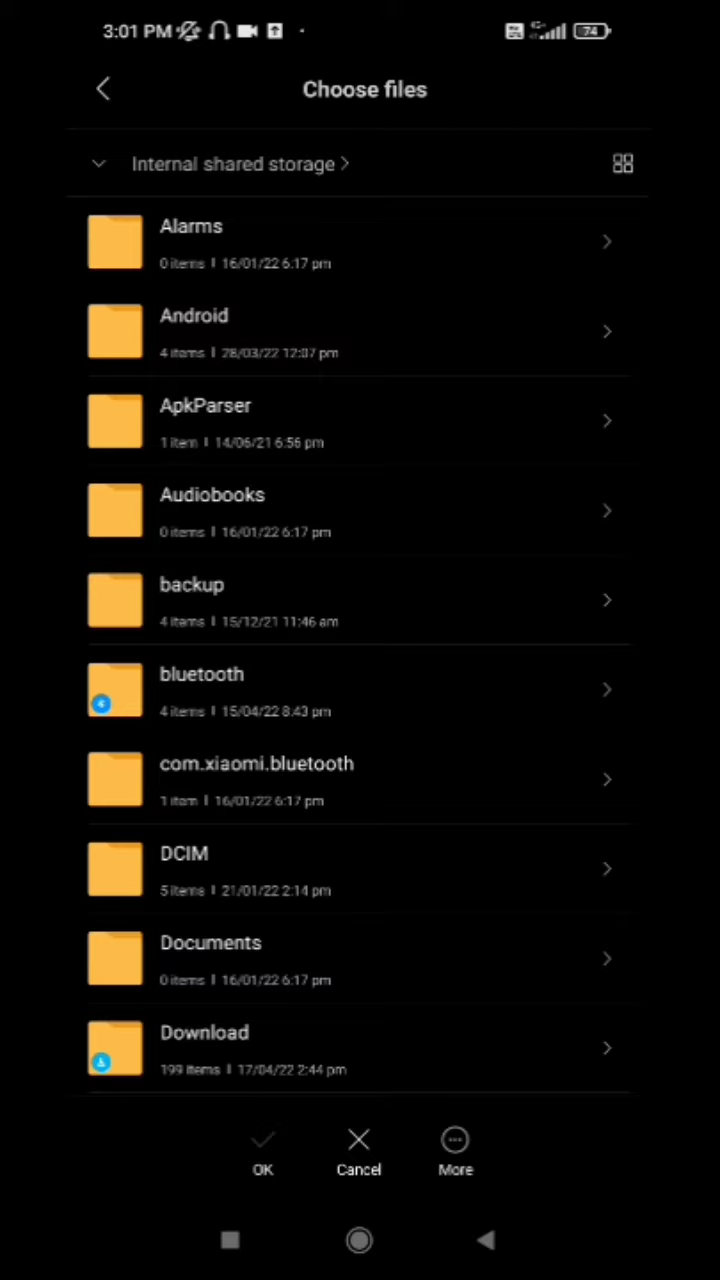 3:01 PM
74
Choose files
Internal shared storage
Alarms
0 items | 16/01/22 6:17 pm
Android
4 items | 28/03/22 12:07 pm
ApkParser
1 item | 14/06/21 6:56 pm
Audiobooks
0 items | 16/01/22 6:17 pm
backup
4 items | 15/12/21 11:46 am
bluetooth
4 items | 15/04/22 8:43 pm
com.xiaomi.bluetooth
1 item | 16/01/22 6:17 pm
DCIM
5 items | 21/01/22 2:14 pm
Documents
0 items | 16/01/22 6:17 pm
Download
199 items | 17/04/22 2:44 pm
OK Cancel More